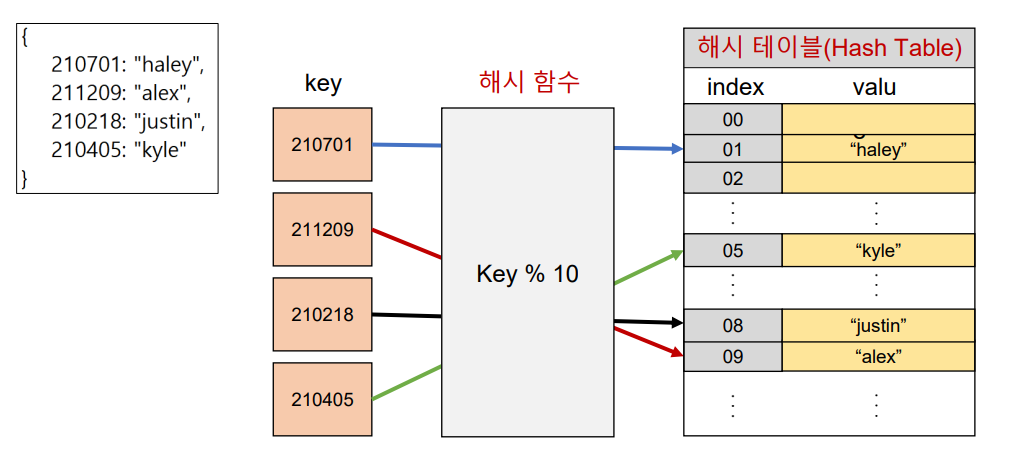 {
210701: "haley",
211209: "alex",
210218: "justin",
210405: "kyle"
}
key
210701
211209
210218
210405
해시 함수
Key % 10
해시 테이블(Hash Table)
index valu
00
01 “haley”
02
05 “kyle”
08 “justin”
09 “alex”